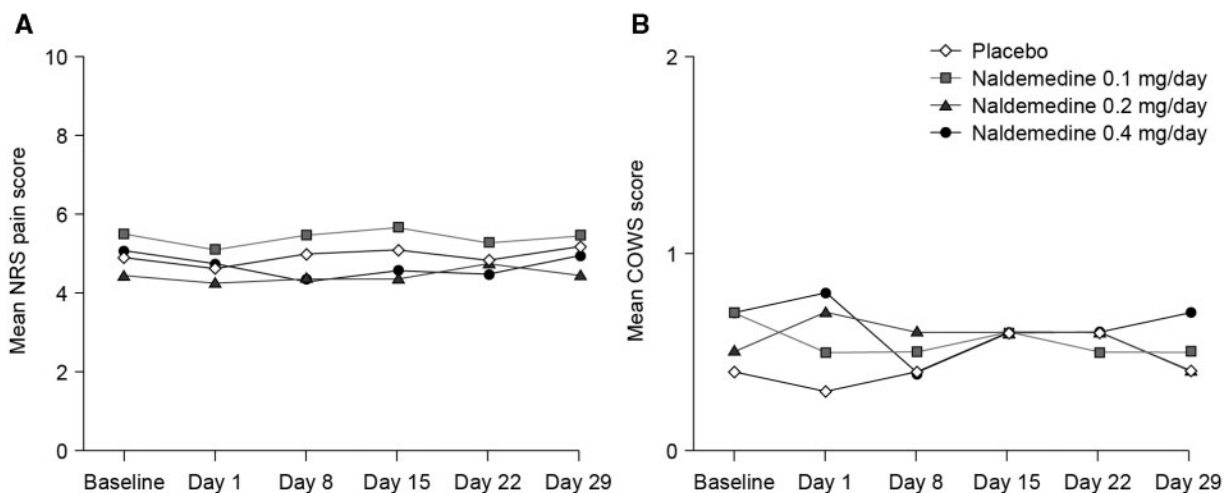 A
Mean NRS pain score
10
8
6
4
2
0
Baseline Day 1 Day 8 Day 15 Day 22 Day 29
B
Mean COWS score
2
1
0
Placebo
Naldemedine 0.1 mg/day
Naldemedine 0.2 mg/day
Naldemedine 0.4 mg/day
Baseline Day 1 Day 8 Day 15 Day 22 Day 29